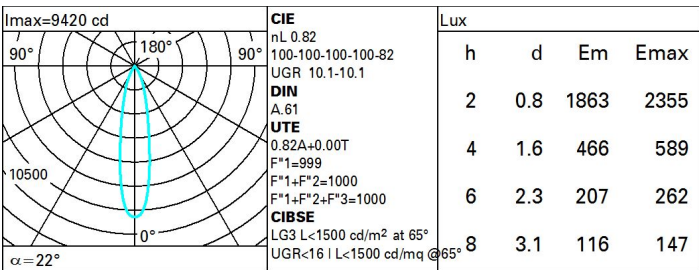 Imax=9420 cd
90° 180° 90°
10500
0°
α=22°
CIE
nL 0.82
100-100-100-100-82
UGR 10.1-10.1
DIN
A.61
UTE
0.82A+0.00T
F"1=999
F"1+F"2=1000
F"1+F"2+F"3=1000
CIBSE
LG3 L<1500 cd/m² at 65°
UGR<16 | L<1500 cd/mq @65°
Lux
h d Em Emax
2 0.8 1863 2355
4 1.6 466 589
6 2.3 207 262
8 3.1 116 147